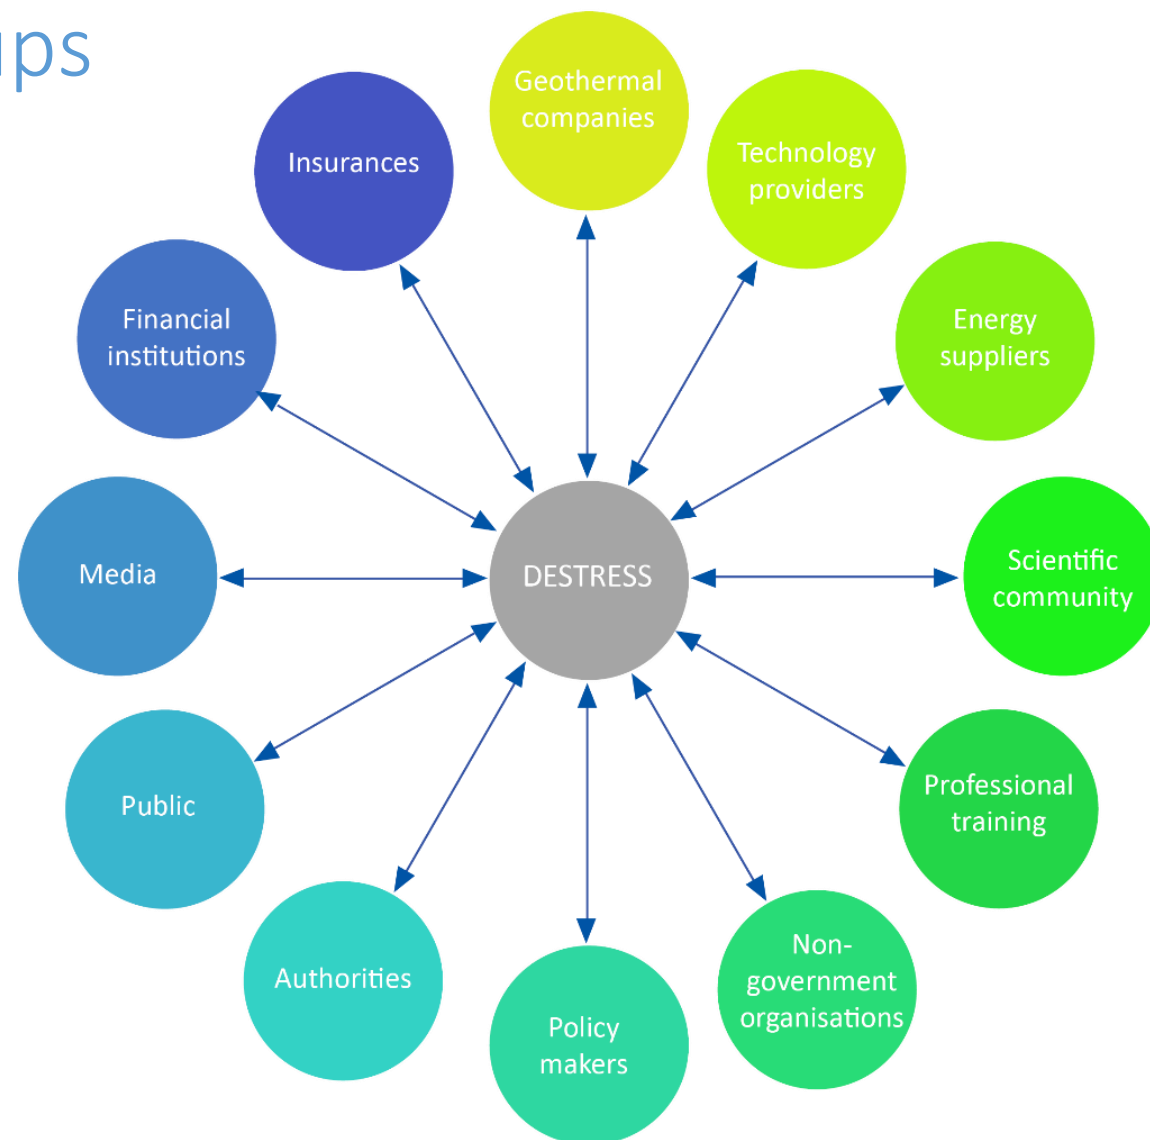 ups
Geothermal
companies
Technology
providers
Energy
suppliers
Scientific
community
Professional
training
Non-
government
organisations
Policy
makers
Authorities
Public
Media
Financial
institutions
Insurances
DESTRESS